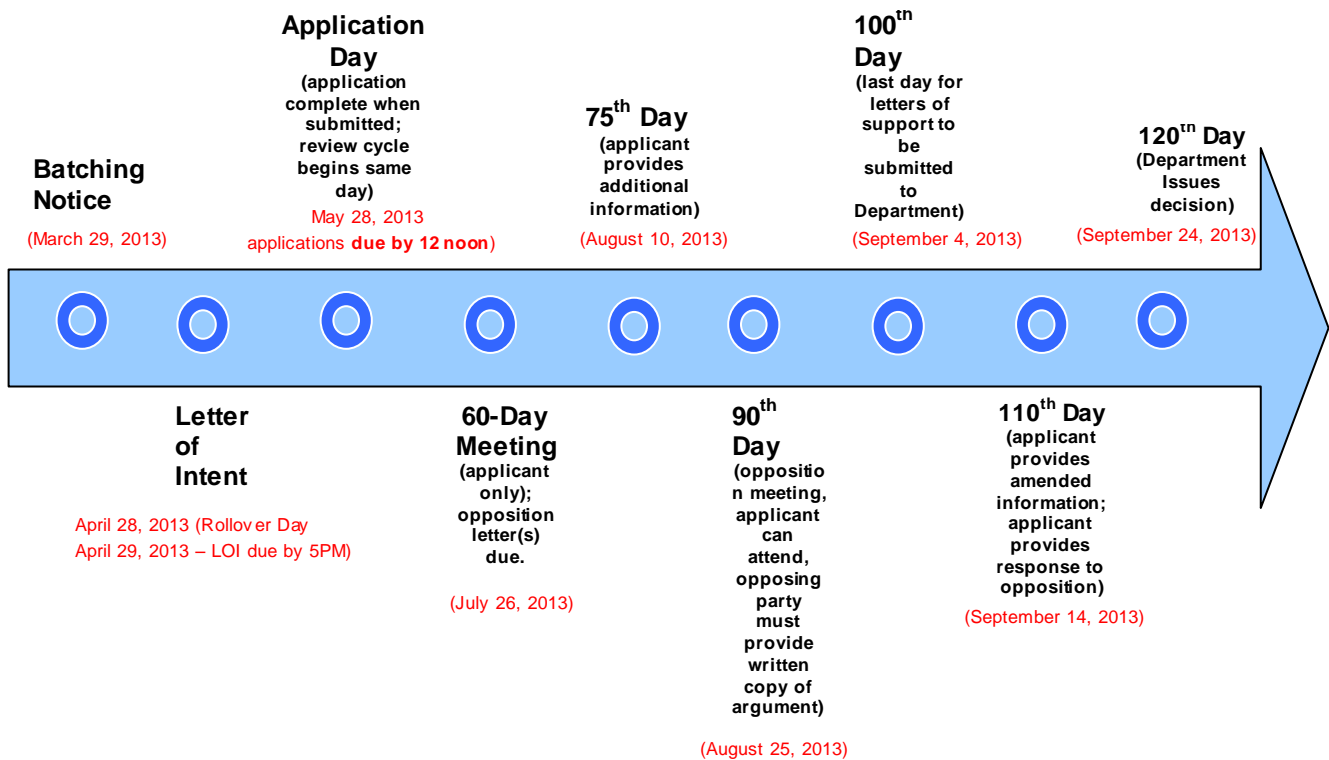 Batching
Notice
(March 29, 2013)
Letter
of
Intent
April 28, 2013 (Rollover Day
April 29, 2013 – LOI due by 5PM)
Application
Day
(application
complete when
submitted;
review cycle
begins same
day)
May 28, 2013
applications due by 12 noon)
60-Day
Meeting
(applicant
only);
opposition
letter(s)
due.
(July 26, 2013)
75th Day
(applicant
provides
additional
information)
(August 10, 2013)
90th
Day
(oppositio
n meeting,
applicant
can
attend,
opposing
party
must
provide
written
copy of
argument)
(August 25, 2013)
100th
Day
(last day for
letters of
support to
be
submitted
to
Department)
(September 4, 2013)
110th Day
(applicant
provides
amended
information;
applicant
provides
response to
opposition)
(September 14, 2013)
120th Day
(Department
Issues
decision)
(September 24, 2013)